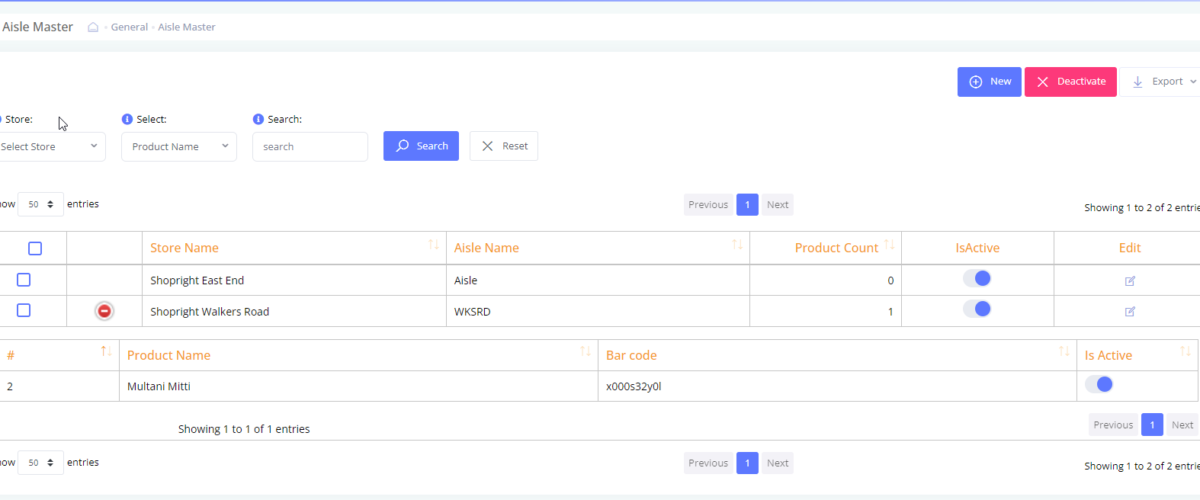 Aisle Master General Aisle Master
New Deactivate Export
Store: Select: Search:
Select Store Product Name search Search Reset
50 entries Previous 1 Next
Showing 1 to 2 of 2
Store Name Aisle Name Product Count IsActive Edit
Shopright East End Aisle 0
Shopright Walkers Road WKSRD 1
# Product Name Bar code Is Active
2 Multani Mitti x000s32y0l
Showing 1 to 1 of 1 entries Previous 1 Next
50 entries Previous 1 Next
Showing 1 to 2 of 2